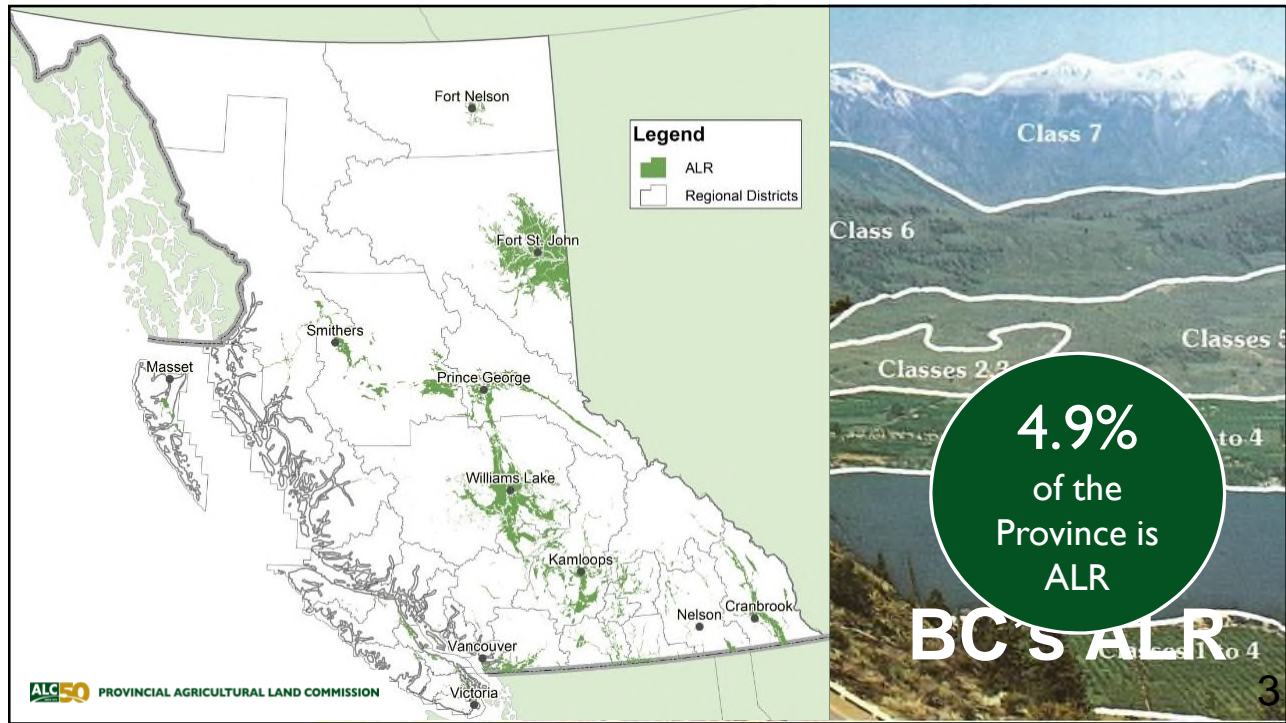 Fort Nelson
Legend
ALR
Regional Districts
Fort St. John
Smithers
Masset
Prince George
Williams Lake
Kamloops
Nelson
Cranbrook
Vancouver
Victoria
ALC 50 PROVINCIAL AGRICULTURAL LAND COMMISSION
Class 7
Class 6
Classes 5
Classes 2,3
to 4
4.9%
of the
Province is
ALR
BC's ALR
Classes 1 to 4
3